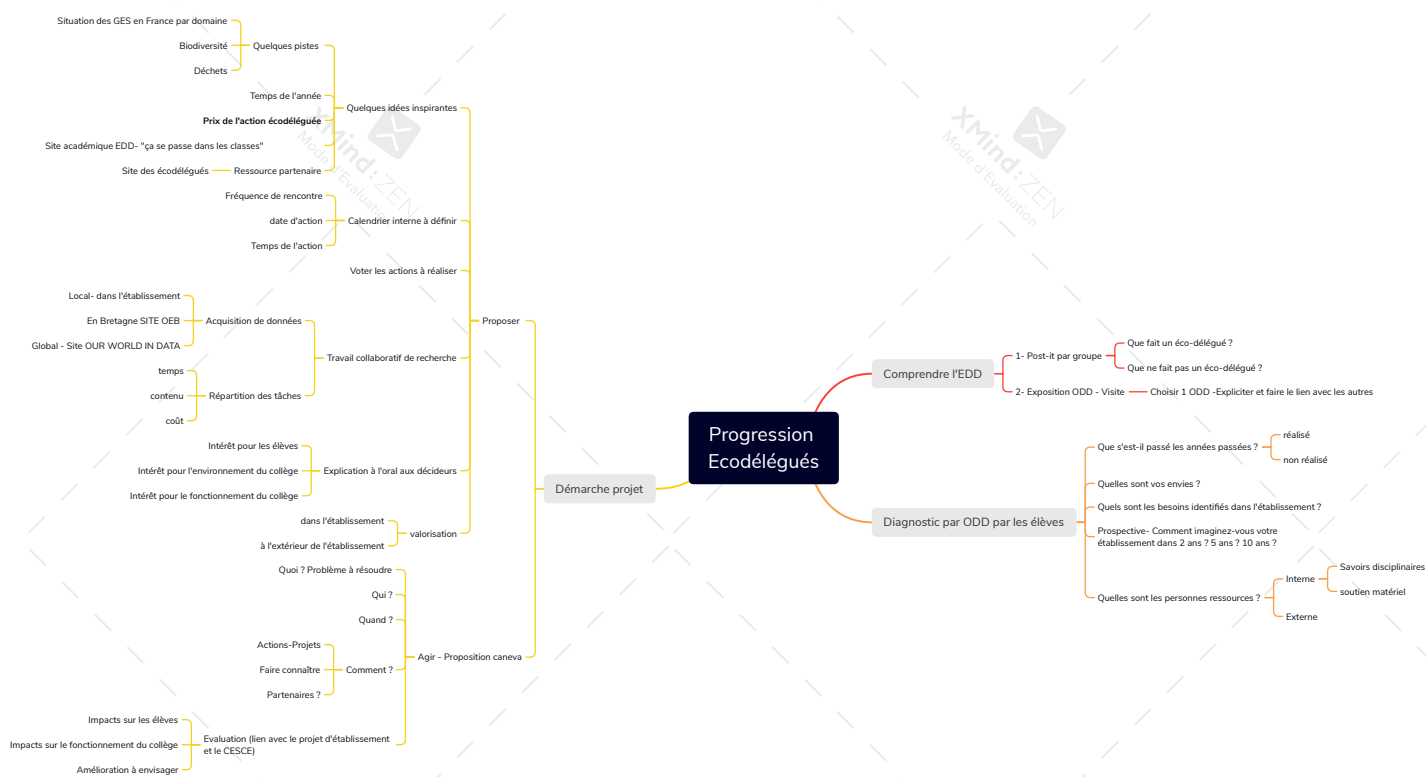 Progression
Ecodélégués
Comprendre l'EDD
1- Post-it par groupe
Que fait un éco-délégué ?
Que ne fait pas un éco-délégué ?
2- Exposition ODD - Visite
Choisir 1 ODD -Expliciter et faire le lien avec les autres
Diagnostic par ODD par les élèves
Que s'est-il passé les années passées ?
réalisé
non réalisé
Quelles sont vos envies ?
Quels sont les besoins identifiés dans l'établissement ?
Prospective- Comment imaginez-vous votre
établissement dans 2 ans ? 5 ans ? 10 ans ?
Quelles sont les personnes ressources ?
Interne
Savoirs disciplinaires
soutien matériel
Externe
Démarche projet
Proposer
Quelques idées inspirantes
Quelques pistes
Situation des GES en France par domaine
Biodiversité
Déchets
Temps de l'année
Prix de l'action écodéléguée
Site académique EDD- "ça se passe dans les classes"
Ressource partenaire
Site des écodélégués
Calendrier interne à définir
Fréquence de rencontre
date d'action
Temps de l'action
Voter les actions à réaliser
Travail collaboratif de recherche
Acquisition de données
Local- dans l'établissement
En Bretagne SITE OEB
Global - Site OUR WORLD IN DATA
Répartition des tâches
temps
contenu
coût
Explication à l'oral aux décideurs
Intérêt pour les élèves
Intérêt pour l'environnement du collège
Intérêt pour le fonctionnement du collège
valorisation
dans l'établissement
à l'extérieur de l'établissement
Agir - Proposition caneva
Quoi ? Problème à résoudre
Qui ?
Quand ?
Comment ?
Actions-Projets
Faire connaître
Partenaires ?
Evaluation (lien avec le projet d'établissement
et le CESCE)
Impacts sur les élèves
Impacts sur le fonctionnement du collège
Amélioration à envisager
XMind: ZEN
Mode d'Evaluation
XMind: ZEN
Mode d'Evaluation